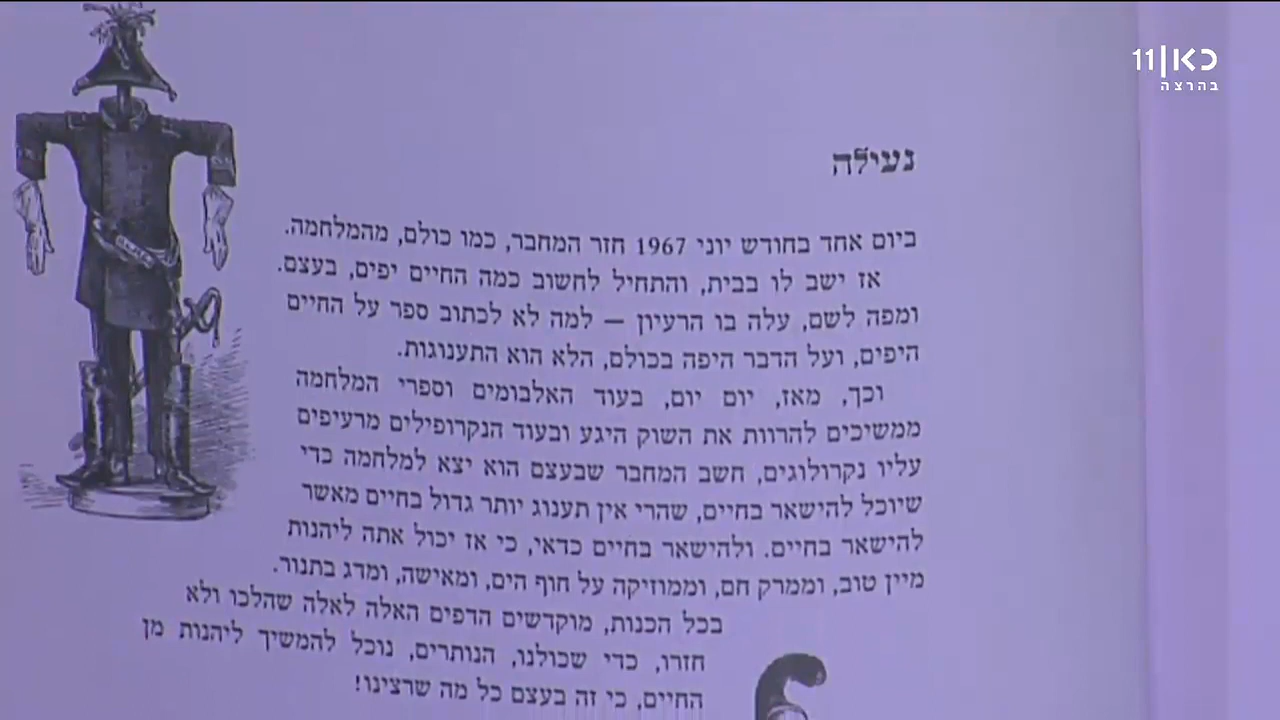 כאן 11
בהרצה
נעילה
ביום אחד בחודש יוני 1967 חזר המחבר, כמו כולם, מהמלחמה.
אז ישב לו בבית, והתחיל לחשוב כמה החיים יפים, בעצם.
ומפה לשם, עלה בו הרעיון — למה לא לכתוב ספר על החיים
היפים, ועל הדבר היפה בכולם, הלא הוא התענוגות.
וכך, מאז, יום יום, בעוד האלבומים וספרי המלחמה
ממשיכים להרוות את השוק היגע ובעוד הנקרופילים מרעיפים
עליו נקרולוגים, חשב המחבר שבעצם הוא יצא למלחמה כדי
שיוכל להישאר בחיים, שהרי אין תענוג יותר גדול בחיים מאשר
להישאר בחיים. ולהישאר בחיים כדאי, כי אז יכול אתה ליהנות
מיין טוב, וממרק חם, וממוזיקה על חוף הים, ומאישה, ומדג בתנור.
בכל הכנות, מוקדשים הדפים האלה לאלה שהלכו ולא
חזרו, כדי שכולנו, הנותרים, נוכל להמשיך ליהנות מן
החיים, כי זה בעצם כל מה שרצינו!